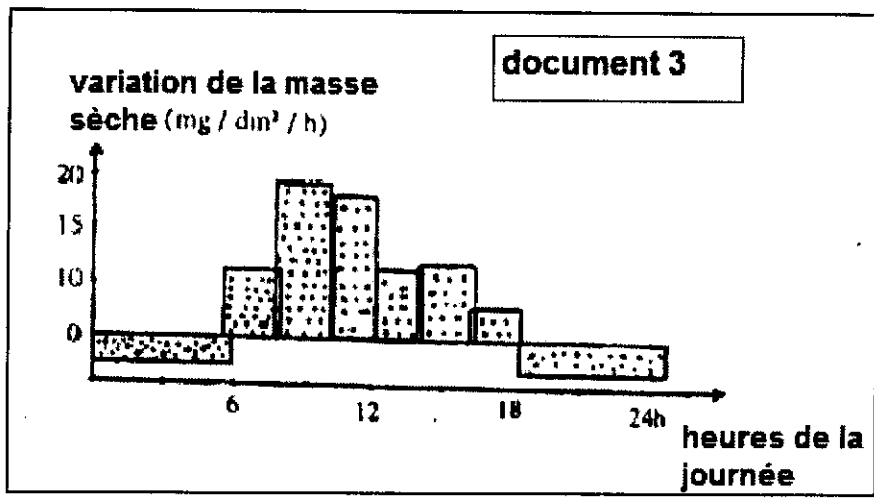 document 3
variation de la masse
sèche (mg / dm² / h)
20
15
10
0
6
12
18
24h
heures de la
journée